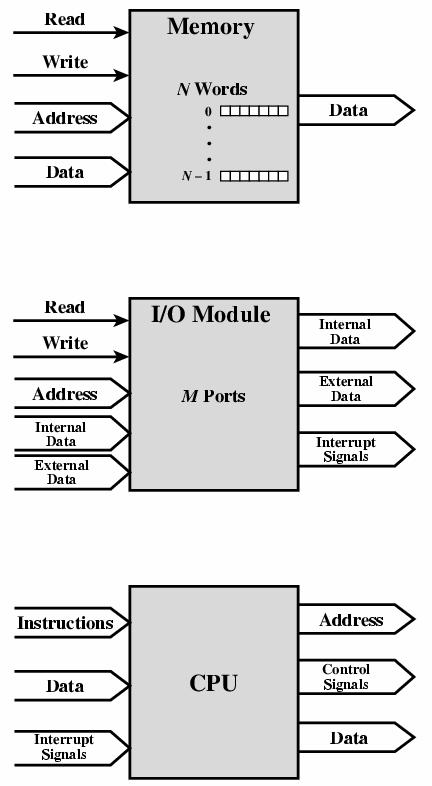 Read
Memory
Write
N Words
0
Address
Data
Data
N – 1
Read
I/O Module
Internal
Data
Write
Address
M Ports
External
Data
Internal
Data
Interrupt
Signals
External
Data
Instructions
Address
CPU
Data
Control
Signals
Interrupt
Signals
Data